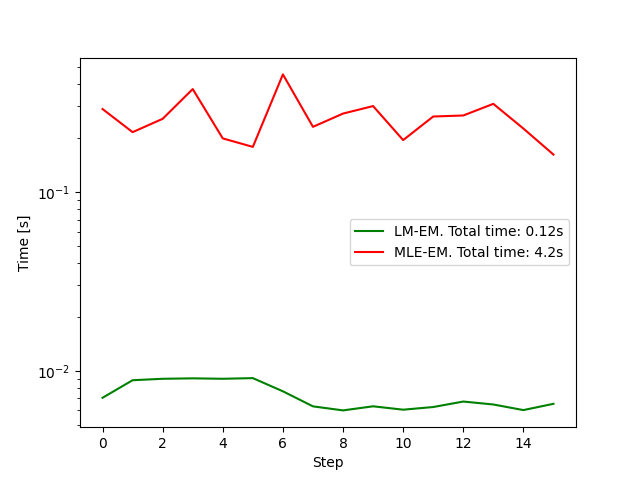 10⁻¹
10⁻²
Time [s]
LM-EM. Total time: 0.12s
MLE-EM. Total time: 4.2s
0 2 4 6 8 10 12 14
Step